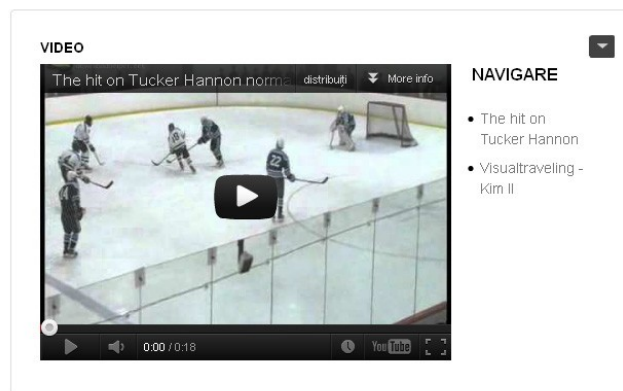 VIDEO
The hit on Tucker Hannon norma
distribuiți
More info
22
0:00 / 0:18
YouTube
NAVIGARE
The hit on
Tucker Hannon
Visualtraveling -
Kim Il